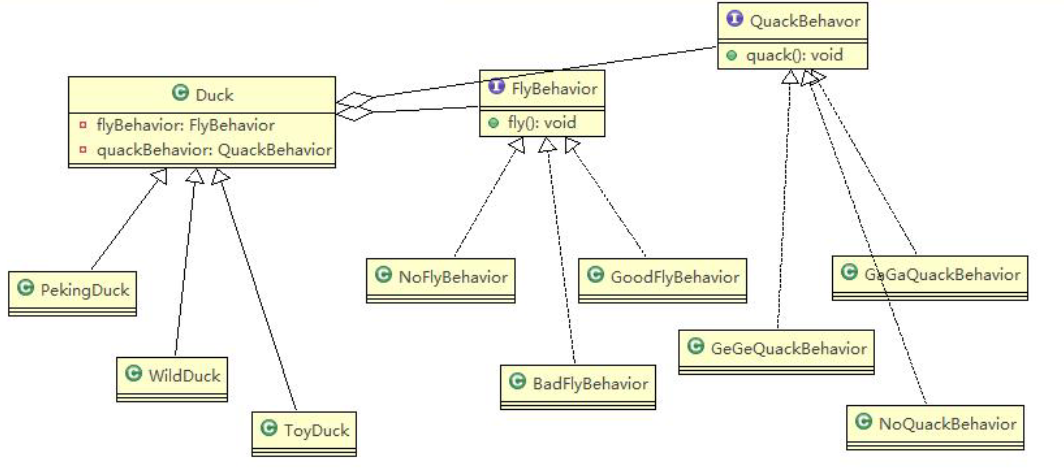 QuackBehavor
quack(): void
Duck
flyBehavior: FlyBehavior
quackBehavior: QuackBehavior
FlyBehavior
fly(): void
PekingDuck
WildDuck
ToyDuck
NoFlyBehavior
GoodFlyBehavior
BadFlyBehavior
GaGaQuackBehavior
GeGeQuackBehavior
NoQuackBehavior